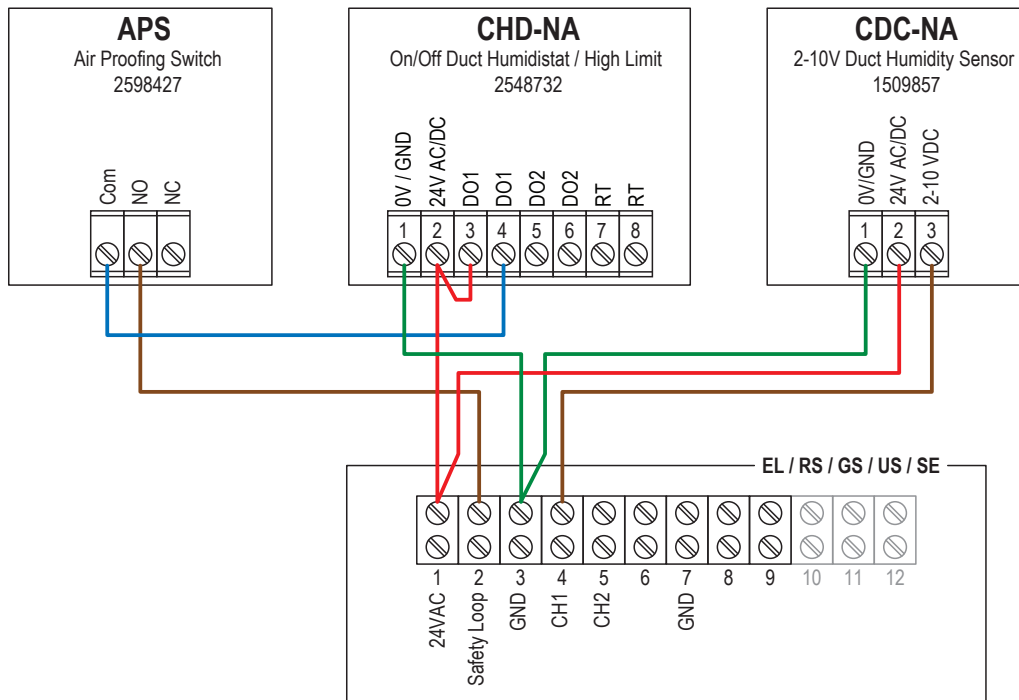 APS
Air Proofing Switch
2598427
Com
NO
NC
CHD-NA
On/Off Duct Humidistat / High Limit
2548732
0V / GND
24V AC/DC
DO1
DO1
DO2
DO2
RT
RT
1 2 3 4 5 6 7 8
CDC-NA
2-10V Duct Humidity Sensor
1509857
0V/GND
24V AC/DC
2-10 VDC
1 2 3
EL / RS / GS / US / SE
1 2 3 4 5 6 7 8 9 10 11 12
24VAC
Safety Loop
GND
CH1
CH2
GND